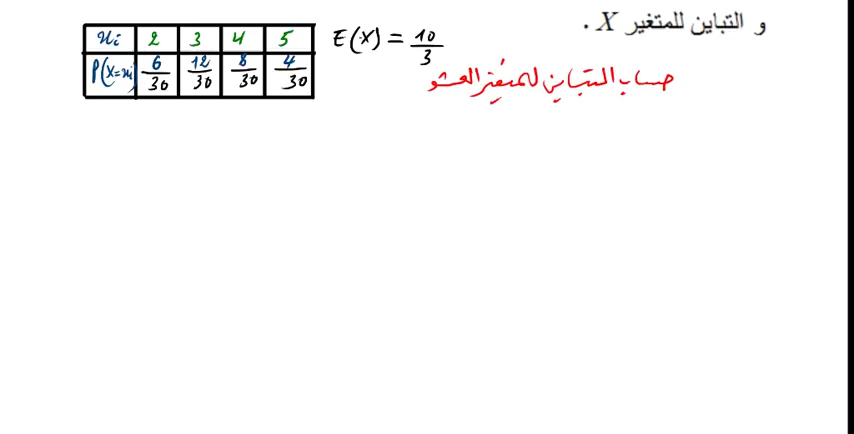 و التباين للمتغير X .
xi 2 3 4 5
P(X=xi) 6/30 12/30 8/30 4/30
E(X) = 10/3
حساب التباين للمتغير العشو